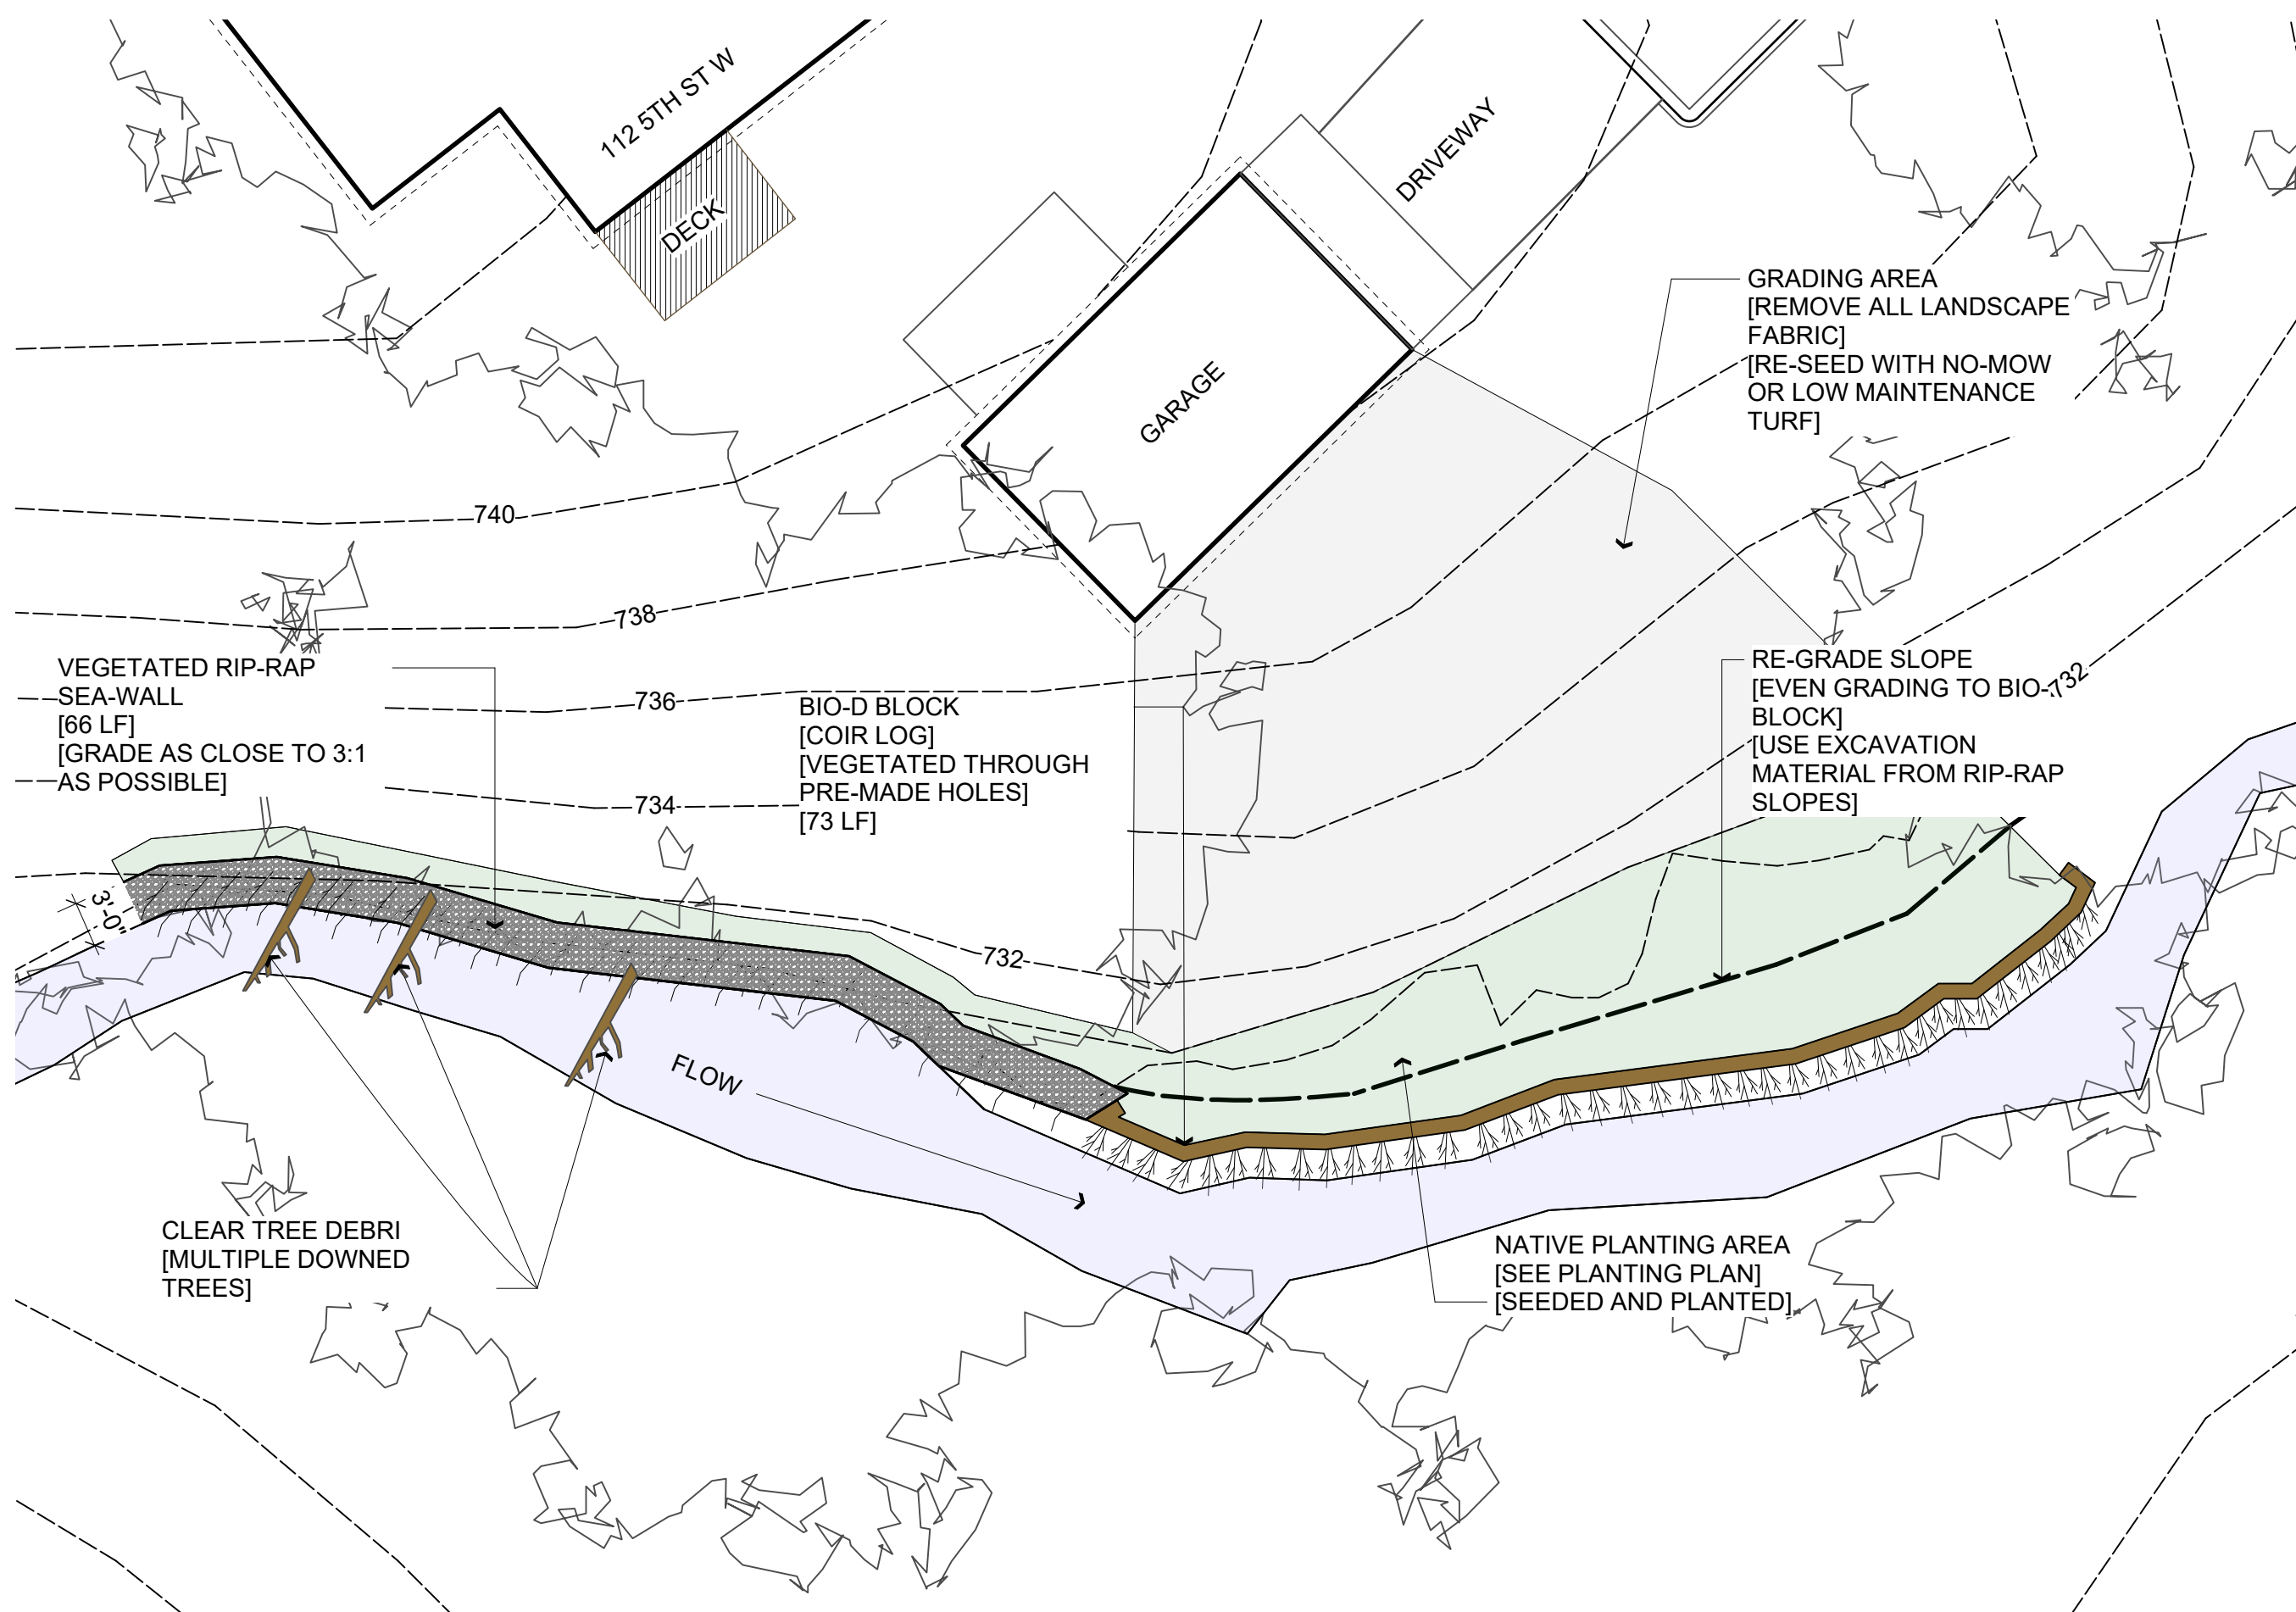 112 5TH ST W
DECK
DRIVEWAY
GARAGE
GRADING AREA
[REMOVE ALL LANDSCAPE
FABRIC]
[RE-SEED WITH NO-MOW
OR LOW MAINTENANCE
TURF]
740
738
736
734
732
732
VEGETATED RIP-RAP
SEA-WALL
[66 LF]
[GRADE AS CLOSE TO 3:1
AS POSSIBLE]
BIO-D BLOCK
[COIR LOG]
[VEGETATED THROUGH
PRE-MADE HOLES]
[73 LF]
RE-GRADE SLOPE
[EVEN GRADING TO BIO-
BLOCK]
[USE EXCAVATION
MATERIAL FROM RIP-RAP
SLOPES]
3'-0"
FLOW
CLEAR TREE DEBRI
[MULTIPLE DOWNED
TREES]
NATIVE PLANTING AREA
[SEE PLANTING PLAN]
[SEEDED AND PLANTED]